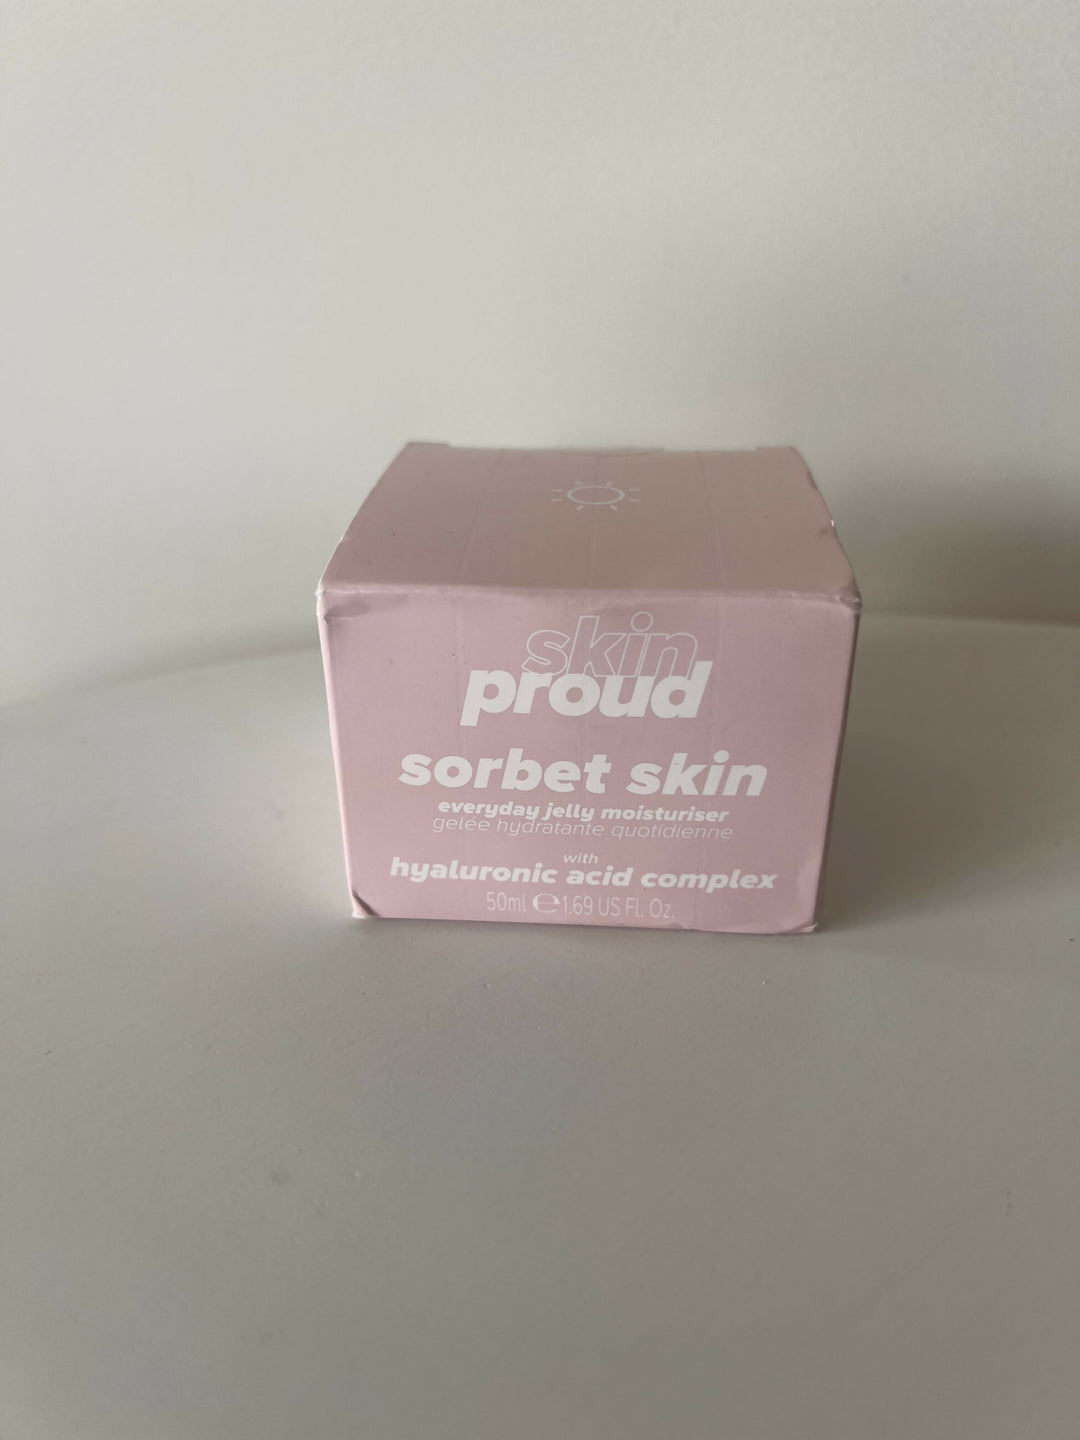 skin
proud
sorbet skin
everyday jelly moisturiser
gelée hydratante quotidienne
with
hyaluronic acid complex
50ml ℮ 1.69 US Fl. Oz.